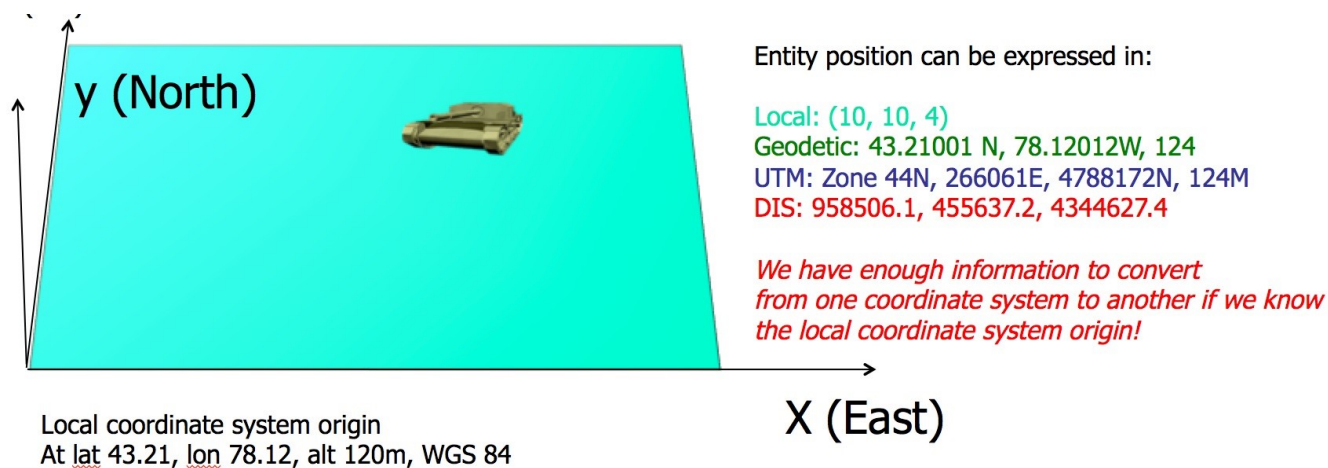 y (North)
Entity position can be expressed in:
Local: (10, 10, 4)
Geodetic: 43.21001 N, 78.12012W, 124
UTM: Zone 44N, 266061E, 4788172N, 124M
DIS: 958506.1, 455637.2, 4344627.4
We have enough information to convert
from one coordinate system to another if we know
the local coordinate system origin!
X (East)
Local coordinate system origin
At lat 43.21, lon 78.12, alt 120m, WGS 84